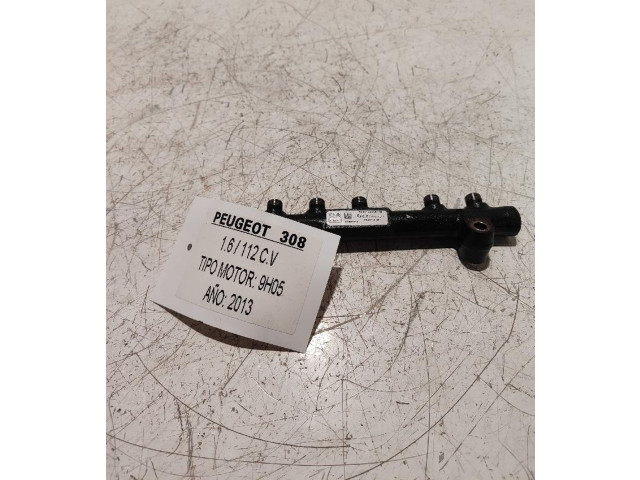 PEUGEOT 308
1.6 / 112 C.V
TIPO MOTOR: 9H05
AÑO: 2013